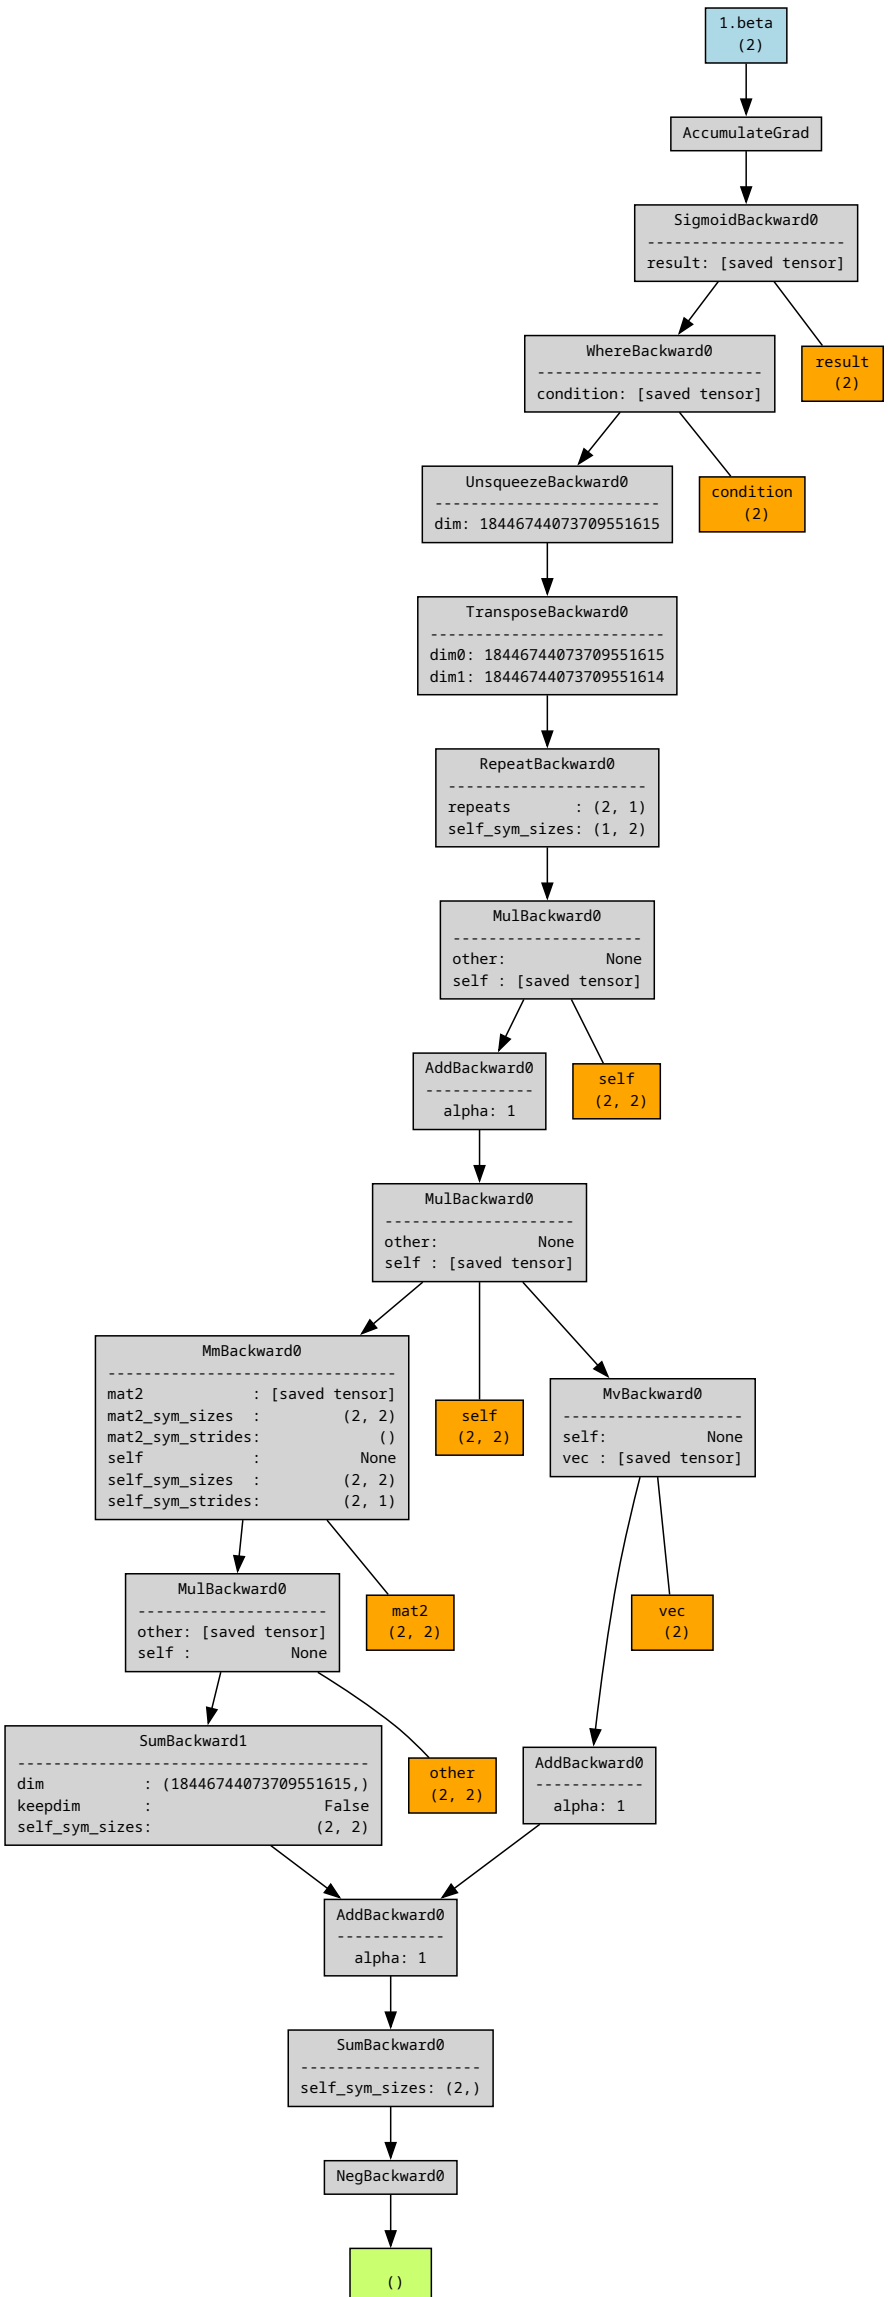 1.beta
(2)
AccumulateGrad
SigmoidBackward0
----------------------
result: [saved tensor]
WhereBackward0
-------------------------
condition: [saved tensor]
result
(2)
UnsqueezeBackward0
-------------------------
dim: 18446744073709551615
condition
(2)
TransposeBackward0
--------------------------
dim0: 18446744073709551615
dim1: 18446744073709551614
RepeatBackward0
----------------------
repeats       : (2, 1)
self_sym_sizes: (1, 2)
MulBackward0
---------------------
other:           None
self : [saved tensor]
AddBackward0
------------
alpha: 1
self
(2, 2)
MulBackward0
---------------------
other:           None
self : [saved tensor]
MmBackward0
--------------------------------
mat2            : [saved tensor]
mat2_sym_sizes  :         (2, 2)
mat2_sym_strides:             ()
self            :           None
self_sym_sizes  :         (2, 2)
self_sym_strides:         (2, 1)
self
(2, 2)
MvBackward0
--------------------
self:           None
vec : [saved tensor]
MulBackward0
---------------------
other: [saved tensor]
self :           None
mat2
(2, 2)
vec
(2)
SumBackward1
---------------------------------------
dim           : (18446744073709551615,)
keepdim       :                   False
self_sym_sizes:                  (2, 2)
other
(2, 2)
AddBackward0
------------
alpha: 1
AddBackward0
------------
alpha: 1
SumBackward0
--------------------
self_sym_sizes: (2,)
NegBackward0
()